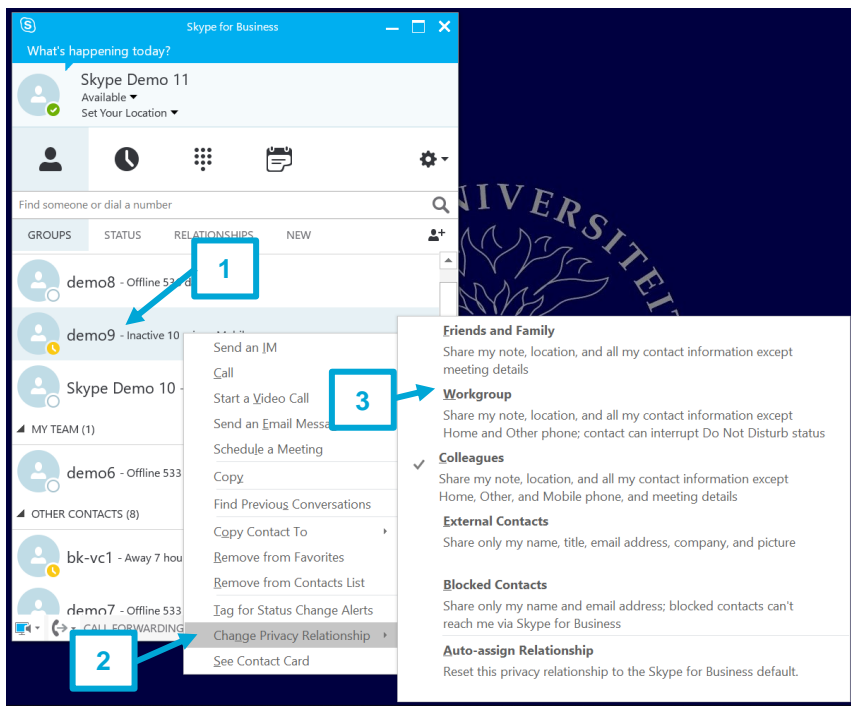 Skype for Business
What's happening today?
Skype Demo 11
Available
Set Your Location
Find someone or dial a number
GROUPS STATUS RELATIONSHIPS NEW
demo8 - Offline 53
1
demo9 - Inactive 10
Skype Demo 10 -
MY TEAM (1)
demo6 - Offline 533
OTHER CONTACTS (8)
bk-vc1 - Away 7 hou
demo7 - Offline 533
CALL FORWARDING
Send an IM
Call
Start a Video Call
Send an Email Messa
Schedule a Meeting
Copy
Find Previous Conversations
Copy Contact To
Remove from Favorites
Remove from Contacts List
Tag for Status Change Alerts
Change Privacy Relationship
See Contact Card
2
3
Friends and Family
Share my note, location, and all my contact information except
meeting details
Workgroup
Share my note, location, and all my contact information except
Home and Other phone; contact can interrupt Do Not Disturb status
Colleagues
Share my note, location, and all my contact information except
Home, Other, and Mobile phone, and meeting details
External Contacts
Share only my name, title, email address, company, and picture
Blocked Contacts
Share only my name and email address; blocked contacts can't
reach me via Skype for Business
Auto-assign Relationship
Reset this privacy relationship to the Skype for Business default.
NIVERSITEIT